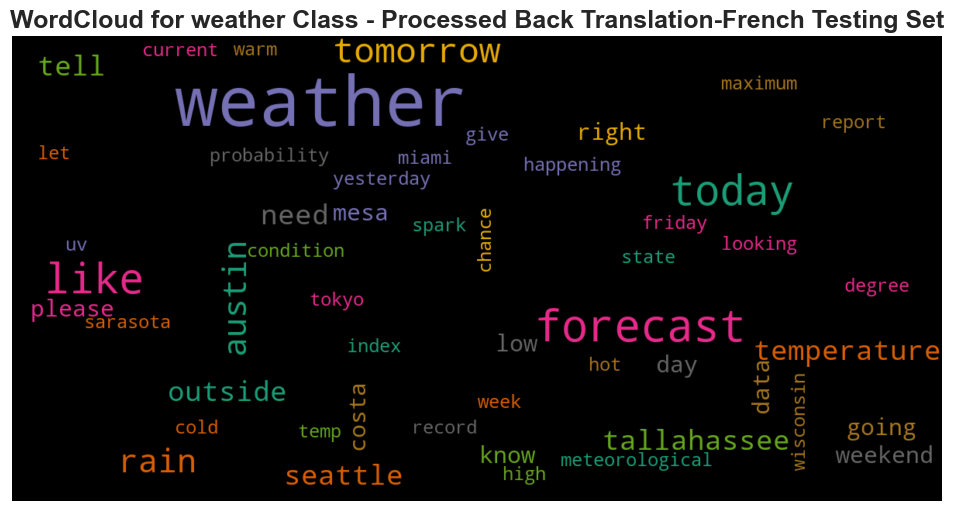 WordCloud for weather Class - Processed Back Translation-French Testing Set
current
warm
tomorrow
tell
weather
maximum
report
give
right
let
probability
miami
happening
yesterday
today
need
mesa
spark
chance
friday
looking
uv
condition
austin
state
like
please
sarasota
tokyo
degree
forecast
index
low
temperature
hot
day
data
outside
week
costa
wisconsin
cold
temp
record
tallahassee
going
know
weekend
rain
seattle
high
meteorological